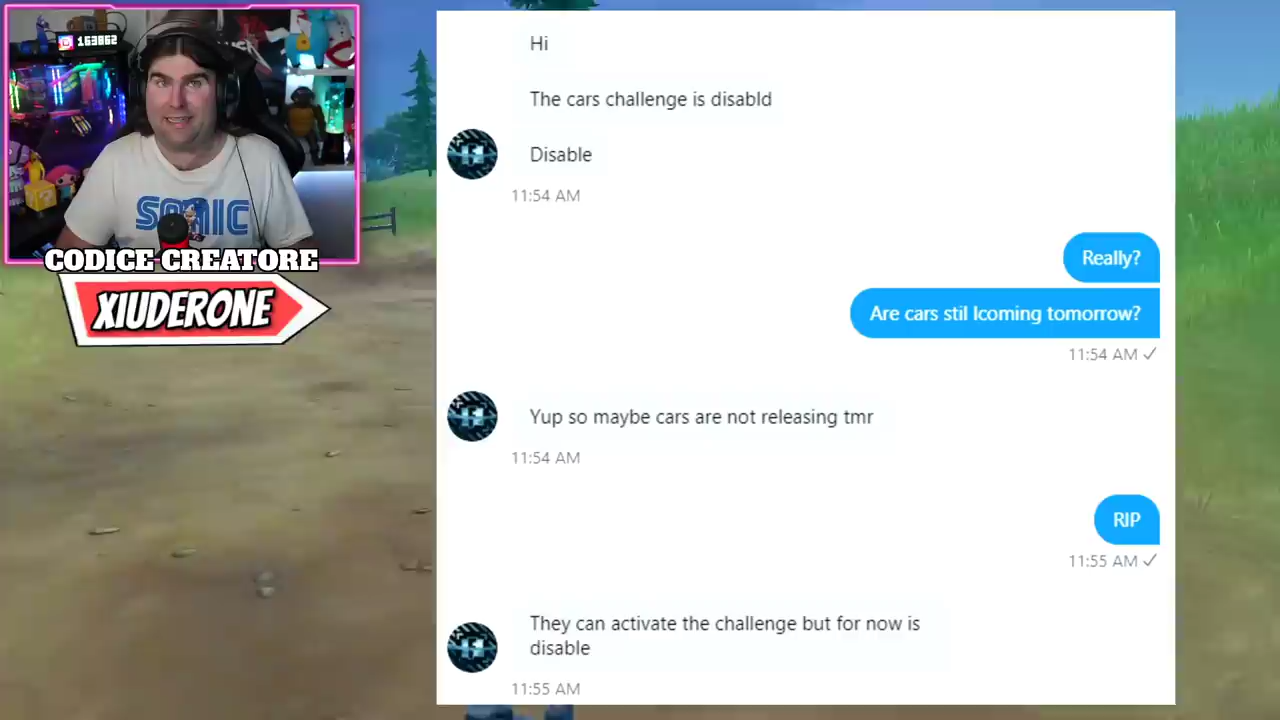 163862
SONIC
CODICE CREATORE
XIUDERONE
Hi
The cars challenge is disabld
Disable
11:54 AM
Really?
Are cars stil lcoming tomorrow?
11:54 AM ✓
Yup so maybe cars are not releasing tmr
11:54 AM
RIP
11:55 AM ✓
They can activate the challenge but for now is
disable
11:55 AM